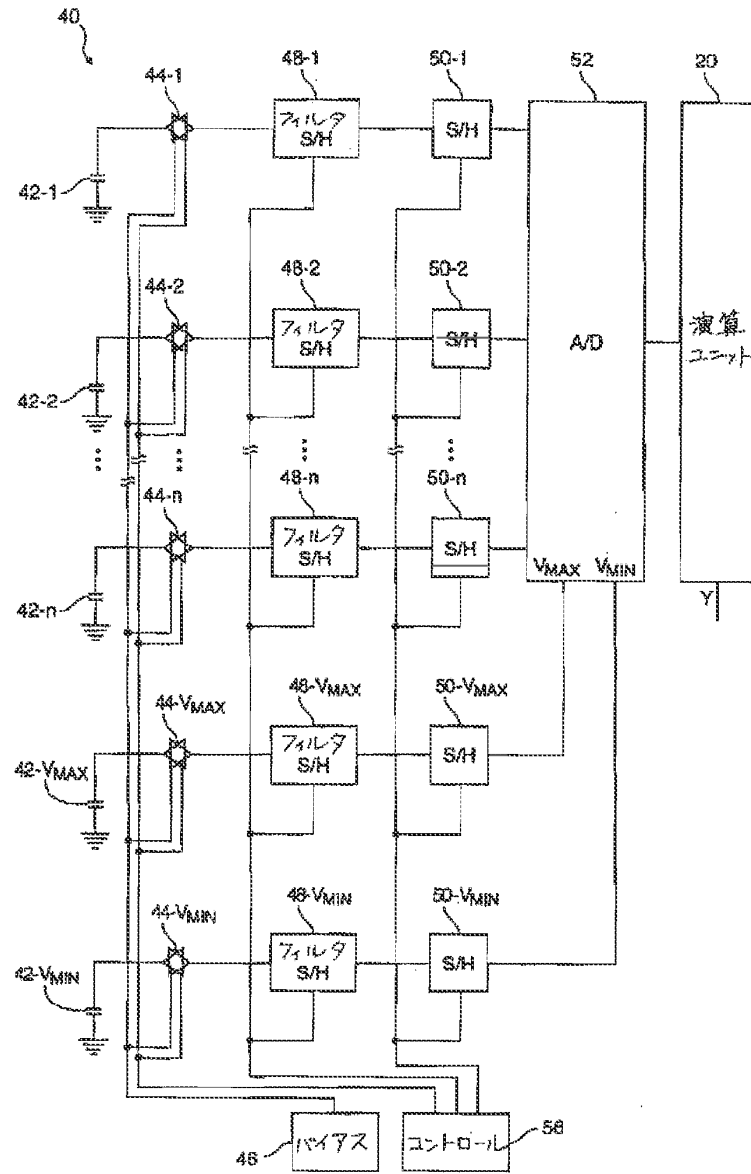 40
44-1
48-1
50-1
52
20
フィルタ
S/H
S/H
42-1
44-2
48-2
50-2
フィルタ
S/H
S/H
A/D
演算
ユニット
42-2
44-n
48-n
50-n
フィルタ
S/H
S/H
VMAX VMIN
42-n
Y
44-VMAX
48-VMAX
50-VMAX
フィルタ
S/H
S/H
42-VMAX
44-VMIN
48-VMIN
50-VMIN
フィルタ
S/H
S/H
42-VMIN
46
バイアス
コントロール
56